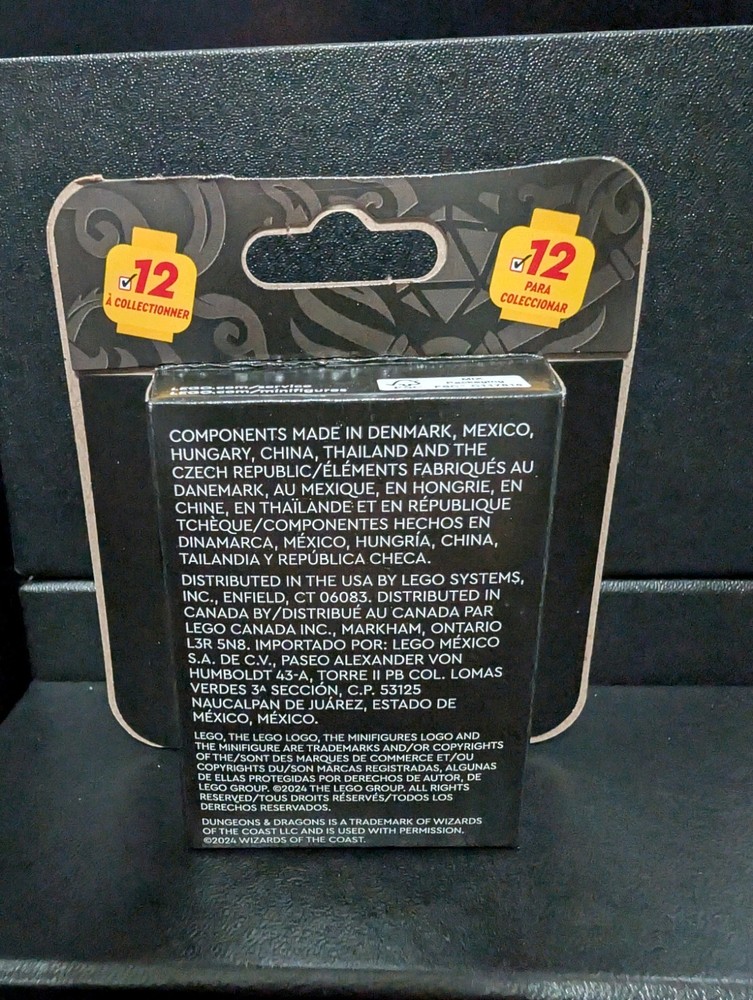 12
À COLLECTIONNER
12
PARA
COLECCIONAR
LEGO.com/service
LEGO.com/minifigures
MIX
Packaging
COMPONENTS MADE IN DENMARK, MEXICO,
HUNGARY, CHINA, THAILAND AND THE
CZECH REPUBLIC/ÉLÉMENTS FABRIQUÉS AU
DANEMARK, AU MEXIQUE, EN HONGRIE, EN
CHINE, EN THAÏLANDE ET EN RÉPUBLIQUE
TCHÈQUE/COMPONENTES HECHOS EN
DINAMARCA, MÉXICO, HUNGRÍA, CHINA,
TAILANDIA Y REPÚBLICA CHECA.
DISTRIBUTED IN THE USA BY LEGO SYSTEMS,
INC., ENFIELD, CT 06083. DISTRIBUTED IN
CANADA BY/DISTRIBUÉ AU CANADA PAR
LEGO CANADA INC., MARKHAM, ONTARIO
L3R 5N8. IMPORTADO POR: LEGO MÉXICO
S.A. DE C.V., PASEO ALEXANDER VON
HUMBOLDT 43-A, TORRE II PB COL. LOMAS
VERDES 3ᴬ SECCIÓN, C.P. 53125
NAUCALPAN DE JUÁREZ, ESTADO DE
MÉXICO, MÉXICO.
LEGO, THE LEGO LOGO, THE MINIFIGURES LOGO AND
THE MINIFIGURE ARE TRADEMARKS AND/OR COPYRIGHTS
OF THE/SONT DES MARQUES DE COMMERCE ET/OU
COPYRIGHTS DU/SON MARCAS REGISTRADAS, ALGUNAS
DE ELLAS PROTEGIDAS POR DERECHOS DE AUTOR, DE
LEGO GROUP. ©2024 THE LEGO GROUP. ALL RIGHTS
RESERVED/TOUS DROITS RÉSERVÉS/TODOS LOS
DERECHOS RESERVADOS.
DUNGEONS & DRAGONS IS A TRADEMARK OF WIZARDS
OF THE COAST LLC AND IS USED WITH PERMISSION.
©2024 WIZARDS OF THE COAST.